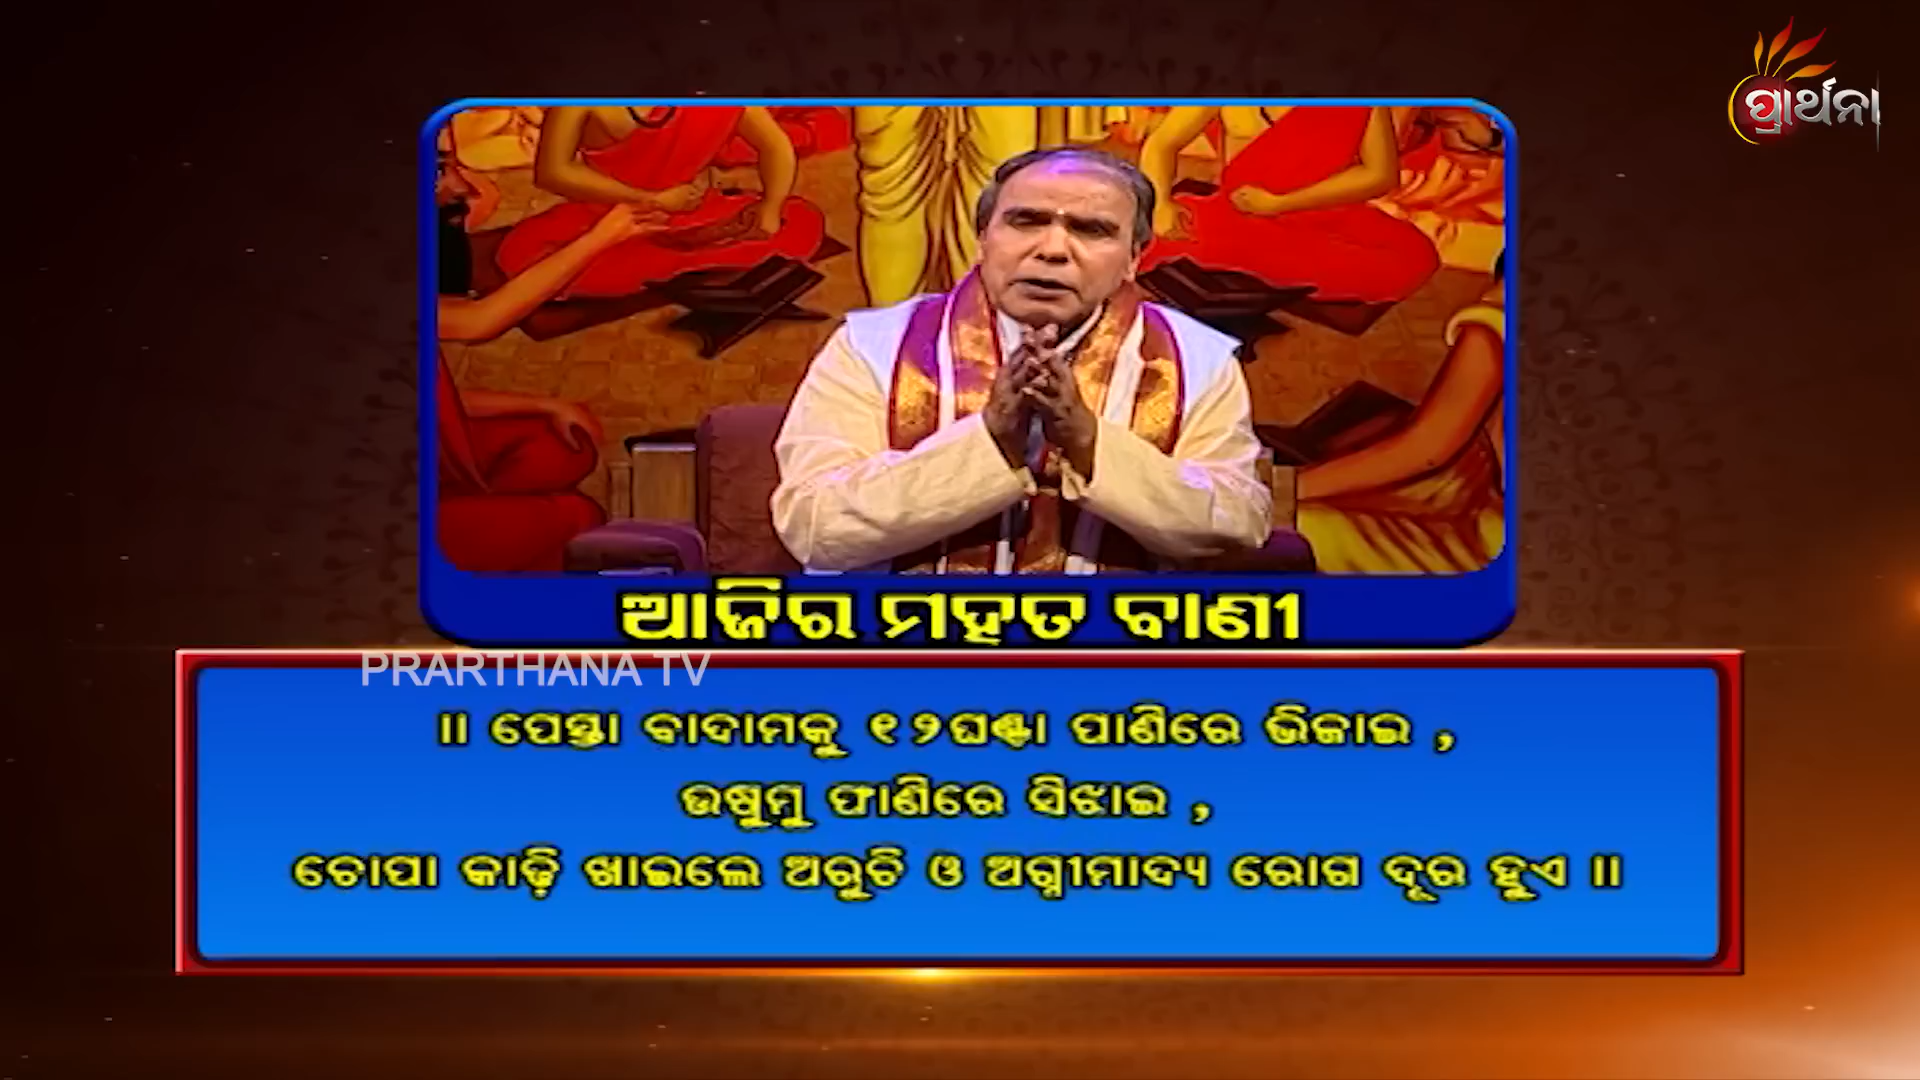 ପ୍ରାର୍ଥନା
ଆଜିର ମହତ ବାଣୀ
PRARTHANA TV
॥ ପେସ୍ତା ବାଦାମକୁ ୧୨ଘଣ୍ଟା ପାଣିରେ ଭିଜାଇ ,
ଉଷୁମୁ ଫାଣିରେ ସିଝାଇ ,
ଚୋପା କାଢ଼ି ଖାଇଲେ ଅରୁଚି ଓ ଅଗ୍ନୀମାଦ୍ୟ ରୋଗ ଦୂର ହୁଏ ॥